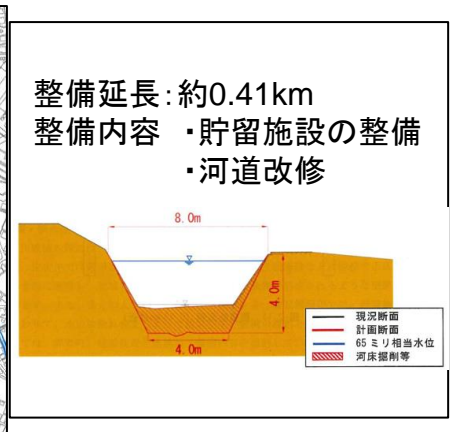 整備延長:約0.41km
整備内容 ・貯留施設の整備
・河道改修
8.0m
4.0m
4.0m
現況断面
計画断面
65ミリ相当水位
河床掘削等